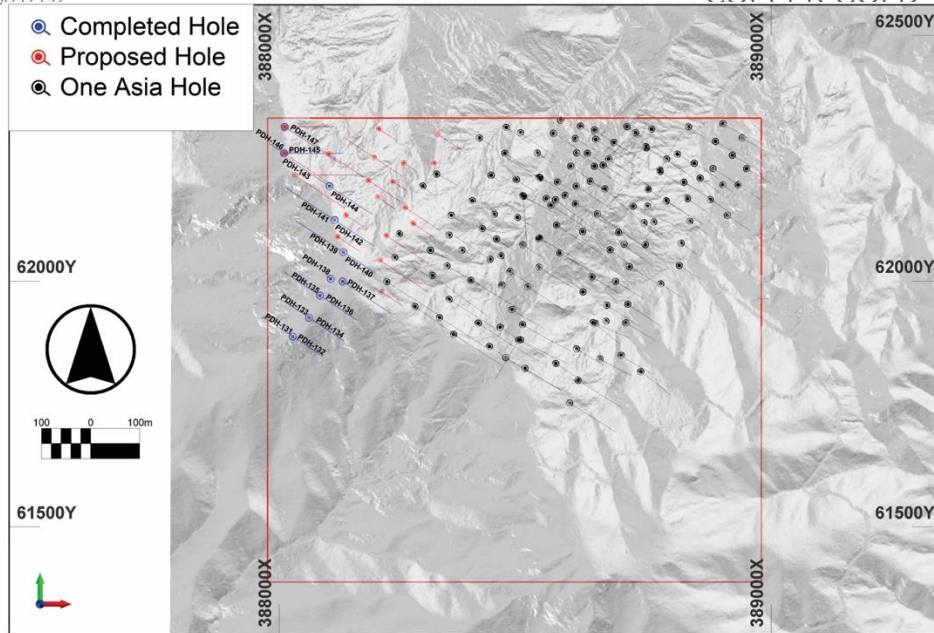 Completed Hole
Proposed Hole
One Asia Hole
388000X
389000X
62500Y
PDH-147
PDH-146
PDH-145
PDH-143
PDH-144
PDH-141
PDH-142
PDH-139
PDH-140
62000Y
62000Y
PDH-138
PDH-137
PDH-135
PDH-136
PDH-133
PDH-134
PDH-131
PDH-132
100 0 100m
61500Y
61500Y
388000X
389000X